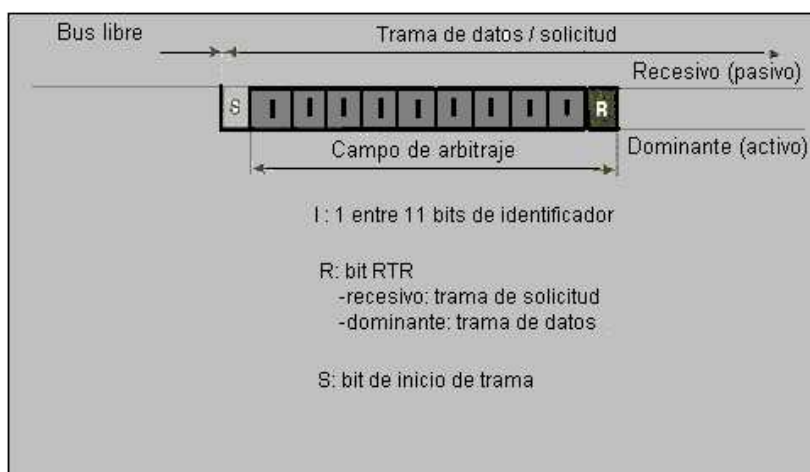 Bus libre
Trama de datos / solicitud
Recesivo (pasivo)
S I I I I I I I I I R
Dominante (activo)
Campo de arbitraje
I : 1 entre 11 bits de identificador
R: bit RTR
-recesivo: trama de solicitud
-dominante: trama de datos
S: bit de inicio de trama